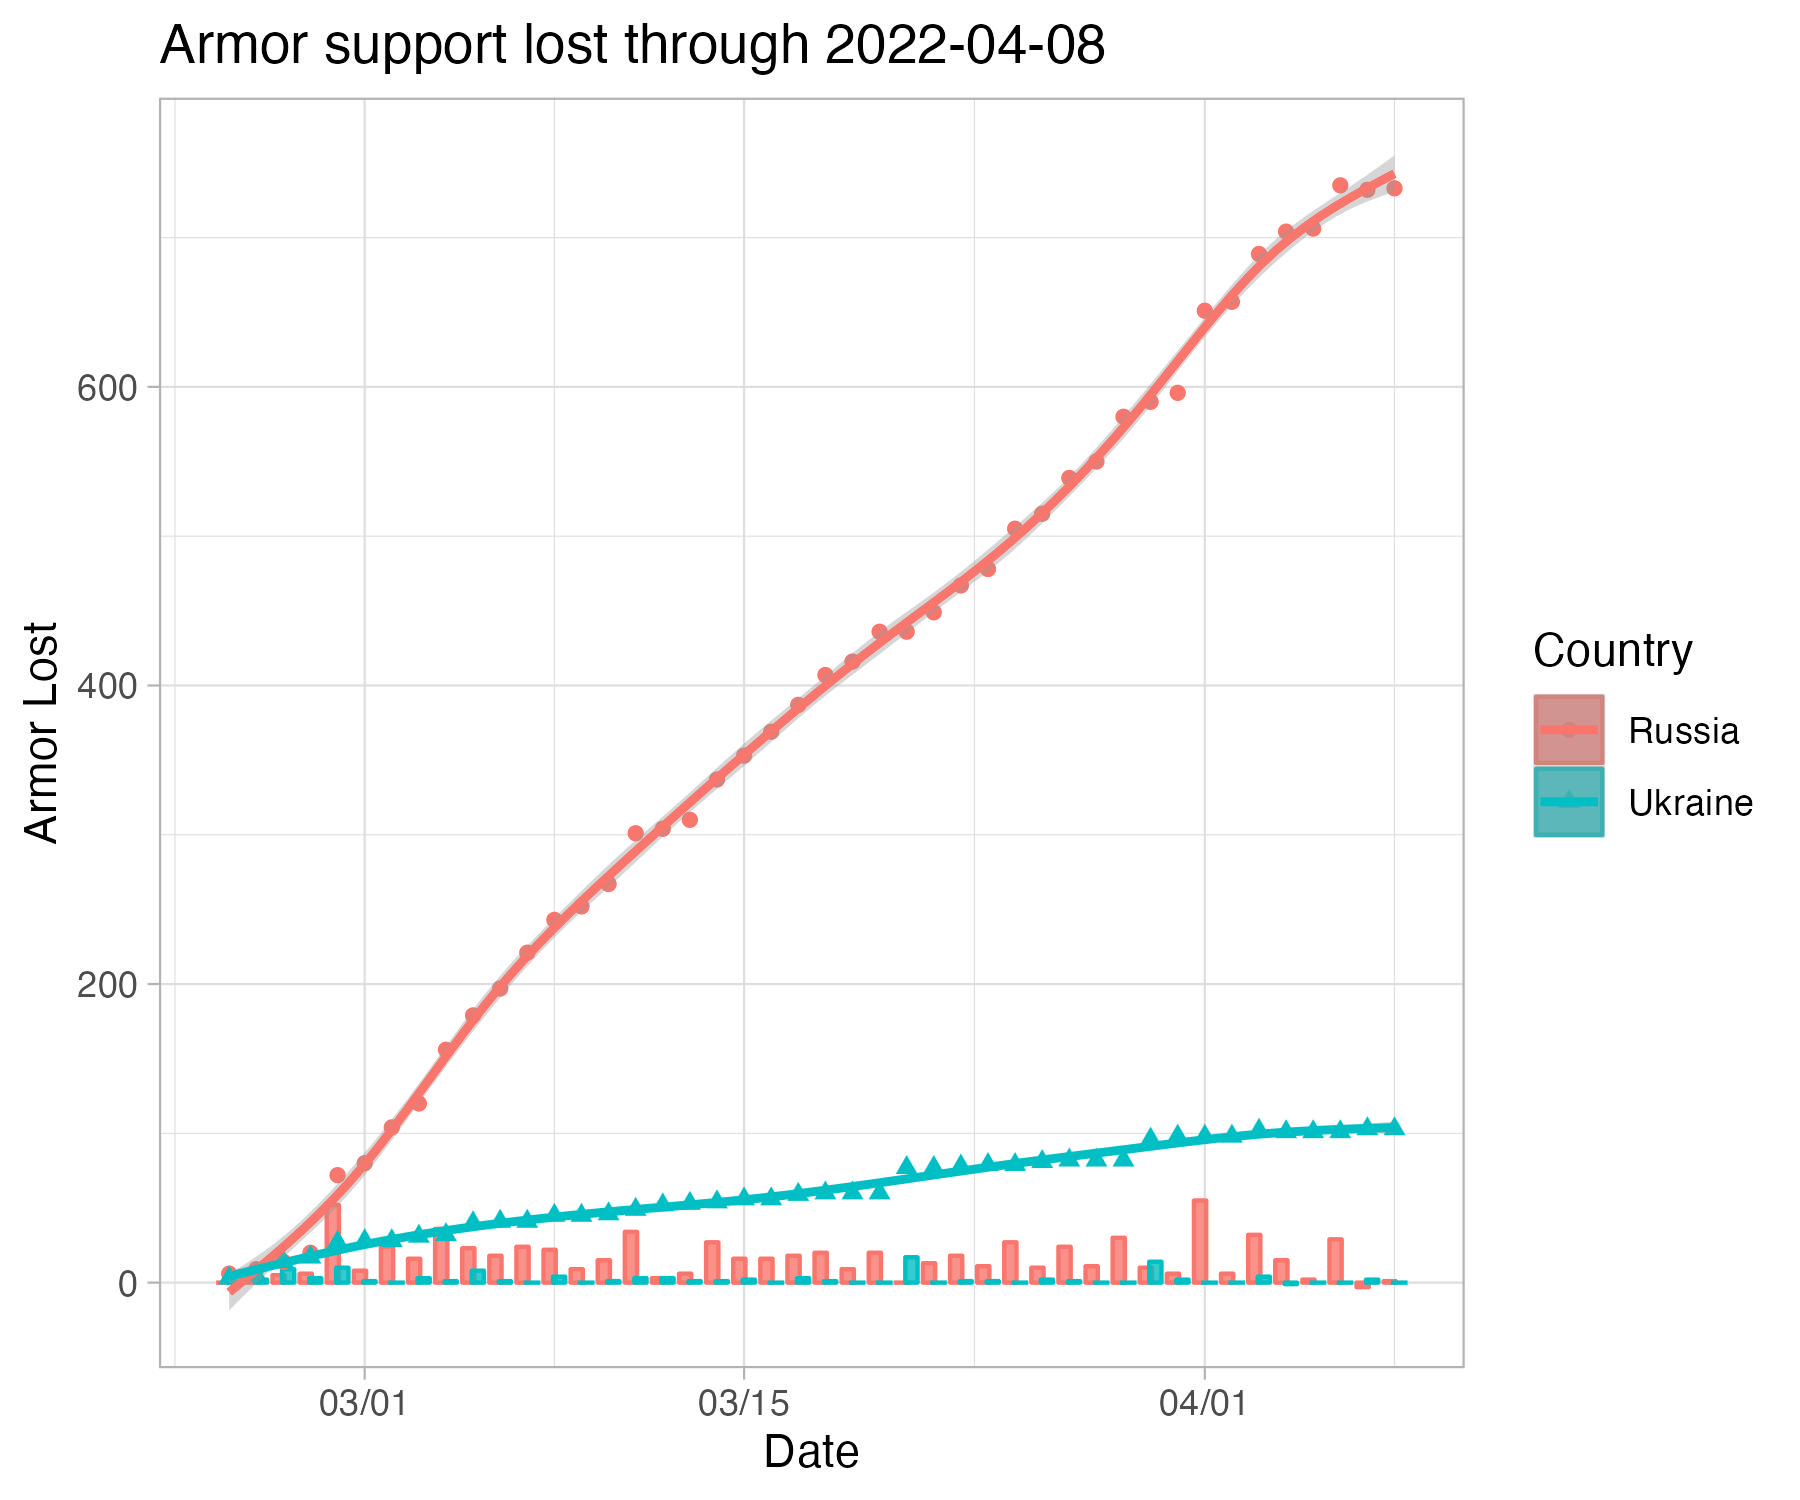 Armor support lost through 2022-04-08
Armor Lost
600
400
200
0
03/01
03/15
04/01
Date
Country
Russia
Ukraine